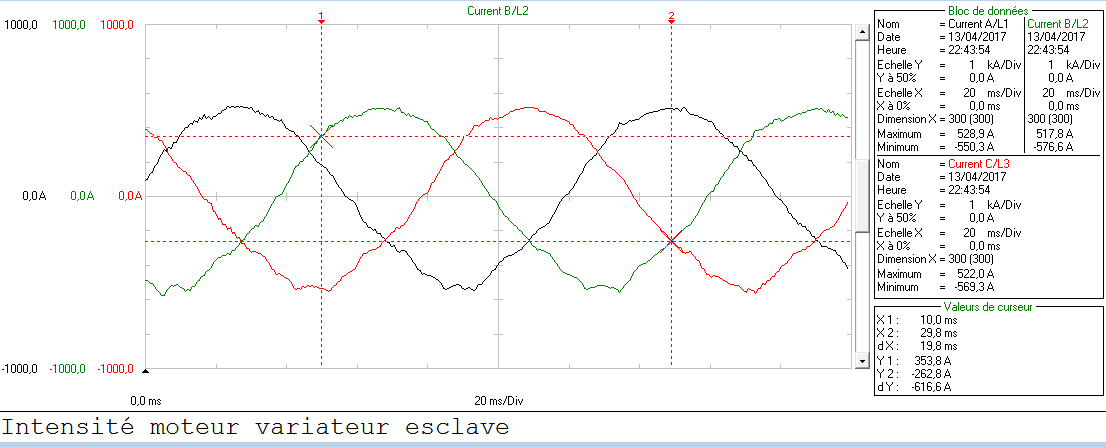 Current B/L2
1 2
1000,0 1000,0 1000,0
0,0 A 0,0 A 0,0 A
-1000,0 -1000,0 -1000,0
0,0 ms 20 ms/Div
Bloc de données
Nom = Current A/L1 Current B/L2
Date = 13/04/2017 13/04/2017
Heure = 22:43:54 22:43:54
Echelle Y = 1 kA/Div 1 kA/Div
Y à 50% = 0,0 A 0,0 A
Echelle X = 20 ms/Div 20 ms/Div
X à 0% = 0,0 ms 0,0 ms
Dimension X = 300 (300) 300 (300)
Maximum = 528,9 A 517,8 A
Minimum = -550,3 A -576,6 A
Nom = Current C/L3
Date = 13/04/2017
Heure = 22:43:54
Echelle Y = 1 kA/Div
Y à 50% = 0,0 A
Echelle X = 20 ms/Div
X à 0% = 0,0 ms
Dimension X = 300 (300)
Maximum = 522,0 A
Minimum = -569,3 A
Valeurs de curseur
X 1 : 10,0 ms
X 2 : 29,8 ms
d X : 19,8 ms
Y 1 : 353,8 A
Y 2 : -262,8 A
d Y : -616,6 A
Intensité moteur variateur esclave